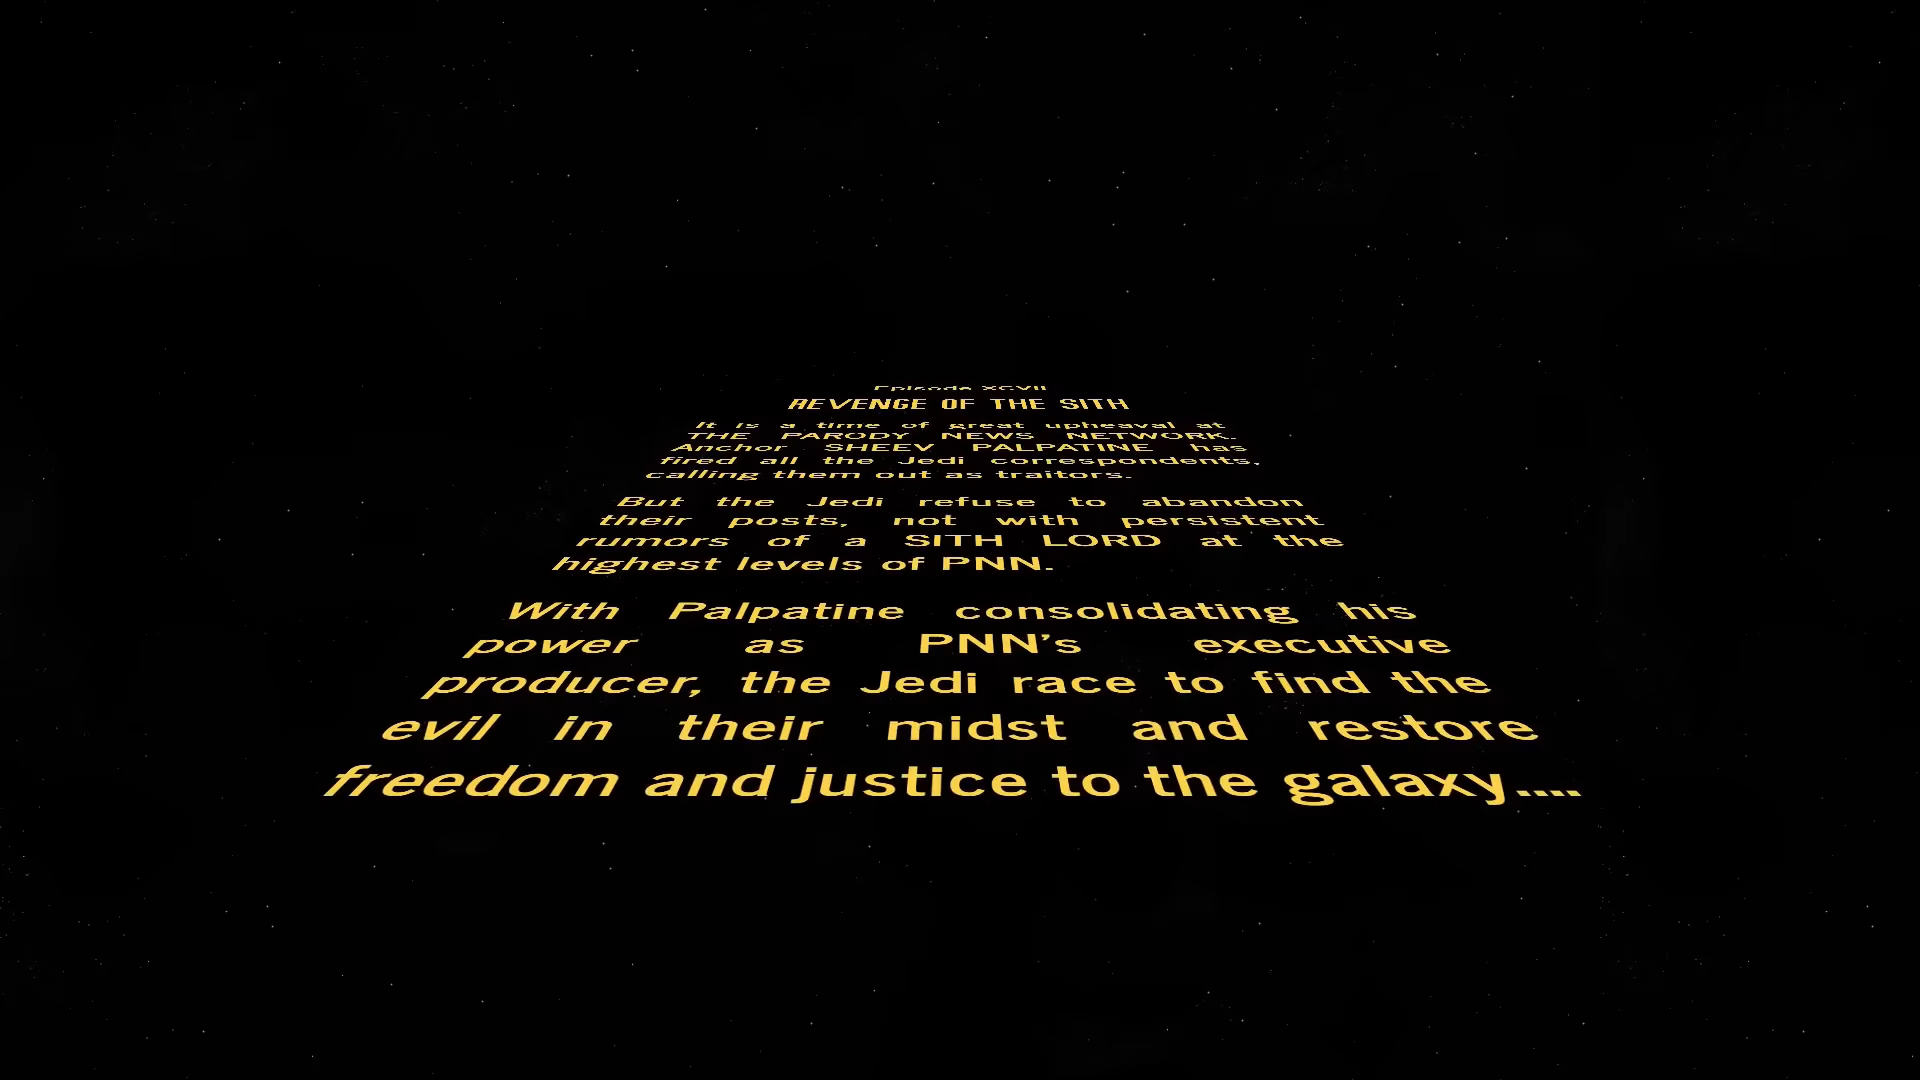 Episode XCVII
REVENGE OF THE SITH
It is a time of great upheaval at
THE PARODY NEWS NETWORK.
Anchor SHEEV PALPATINE has
fired all the Jedi correspondents,
calling them out as traitors.
But the Jedi refuse to abandon
their posts, not with persistent
rumors of a SITH LORD at the
highest levels of PNN.
With Palpatine consolidating his
power as PNN’s executive
producer, the Jedi race to find the
evil in their midst and restore
freedom and justice to the galaxy....